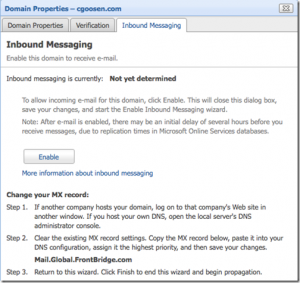 Domain Properties – cgoosen.com
Domain Properties Verification Inbound Messaging
Inbound Messaging
Enable this domain to receive e-mail.
Inbound messaging is currently: Not yet determined
To allow incoming e-mail for this domain, click Enable. This will close this dialog box,
save your changes, and start the Enable Inbound Messaging wizard.
Note: After e-mail is enabled, there may be an initial delay of several hours before you
receive messages, due to replication times in Microsoft Online Services databases.
Enable
More information about inbound messaging
Change your MX record:
Step 1. If another company hosts your domain, log on to that company's Web site in
another window. If you host your own DNS, open the local server's DNS
administrator console.
Step 2. Clear the existing MX record settings. Copy the MX record below, paste it into your
DNS configuration, assign it the highest priority, and then save your changes.
Mail.Global.FrontBridge.com
Step 3. Return to this wizard. Click Finish to end this wizard and begin propagation.